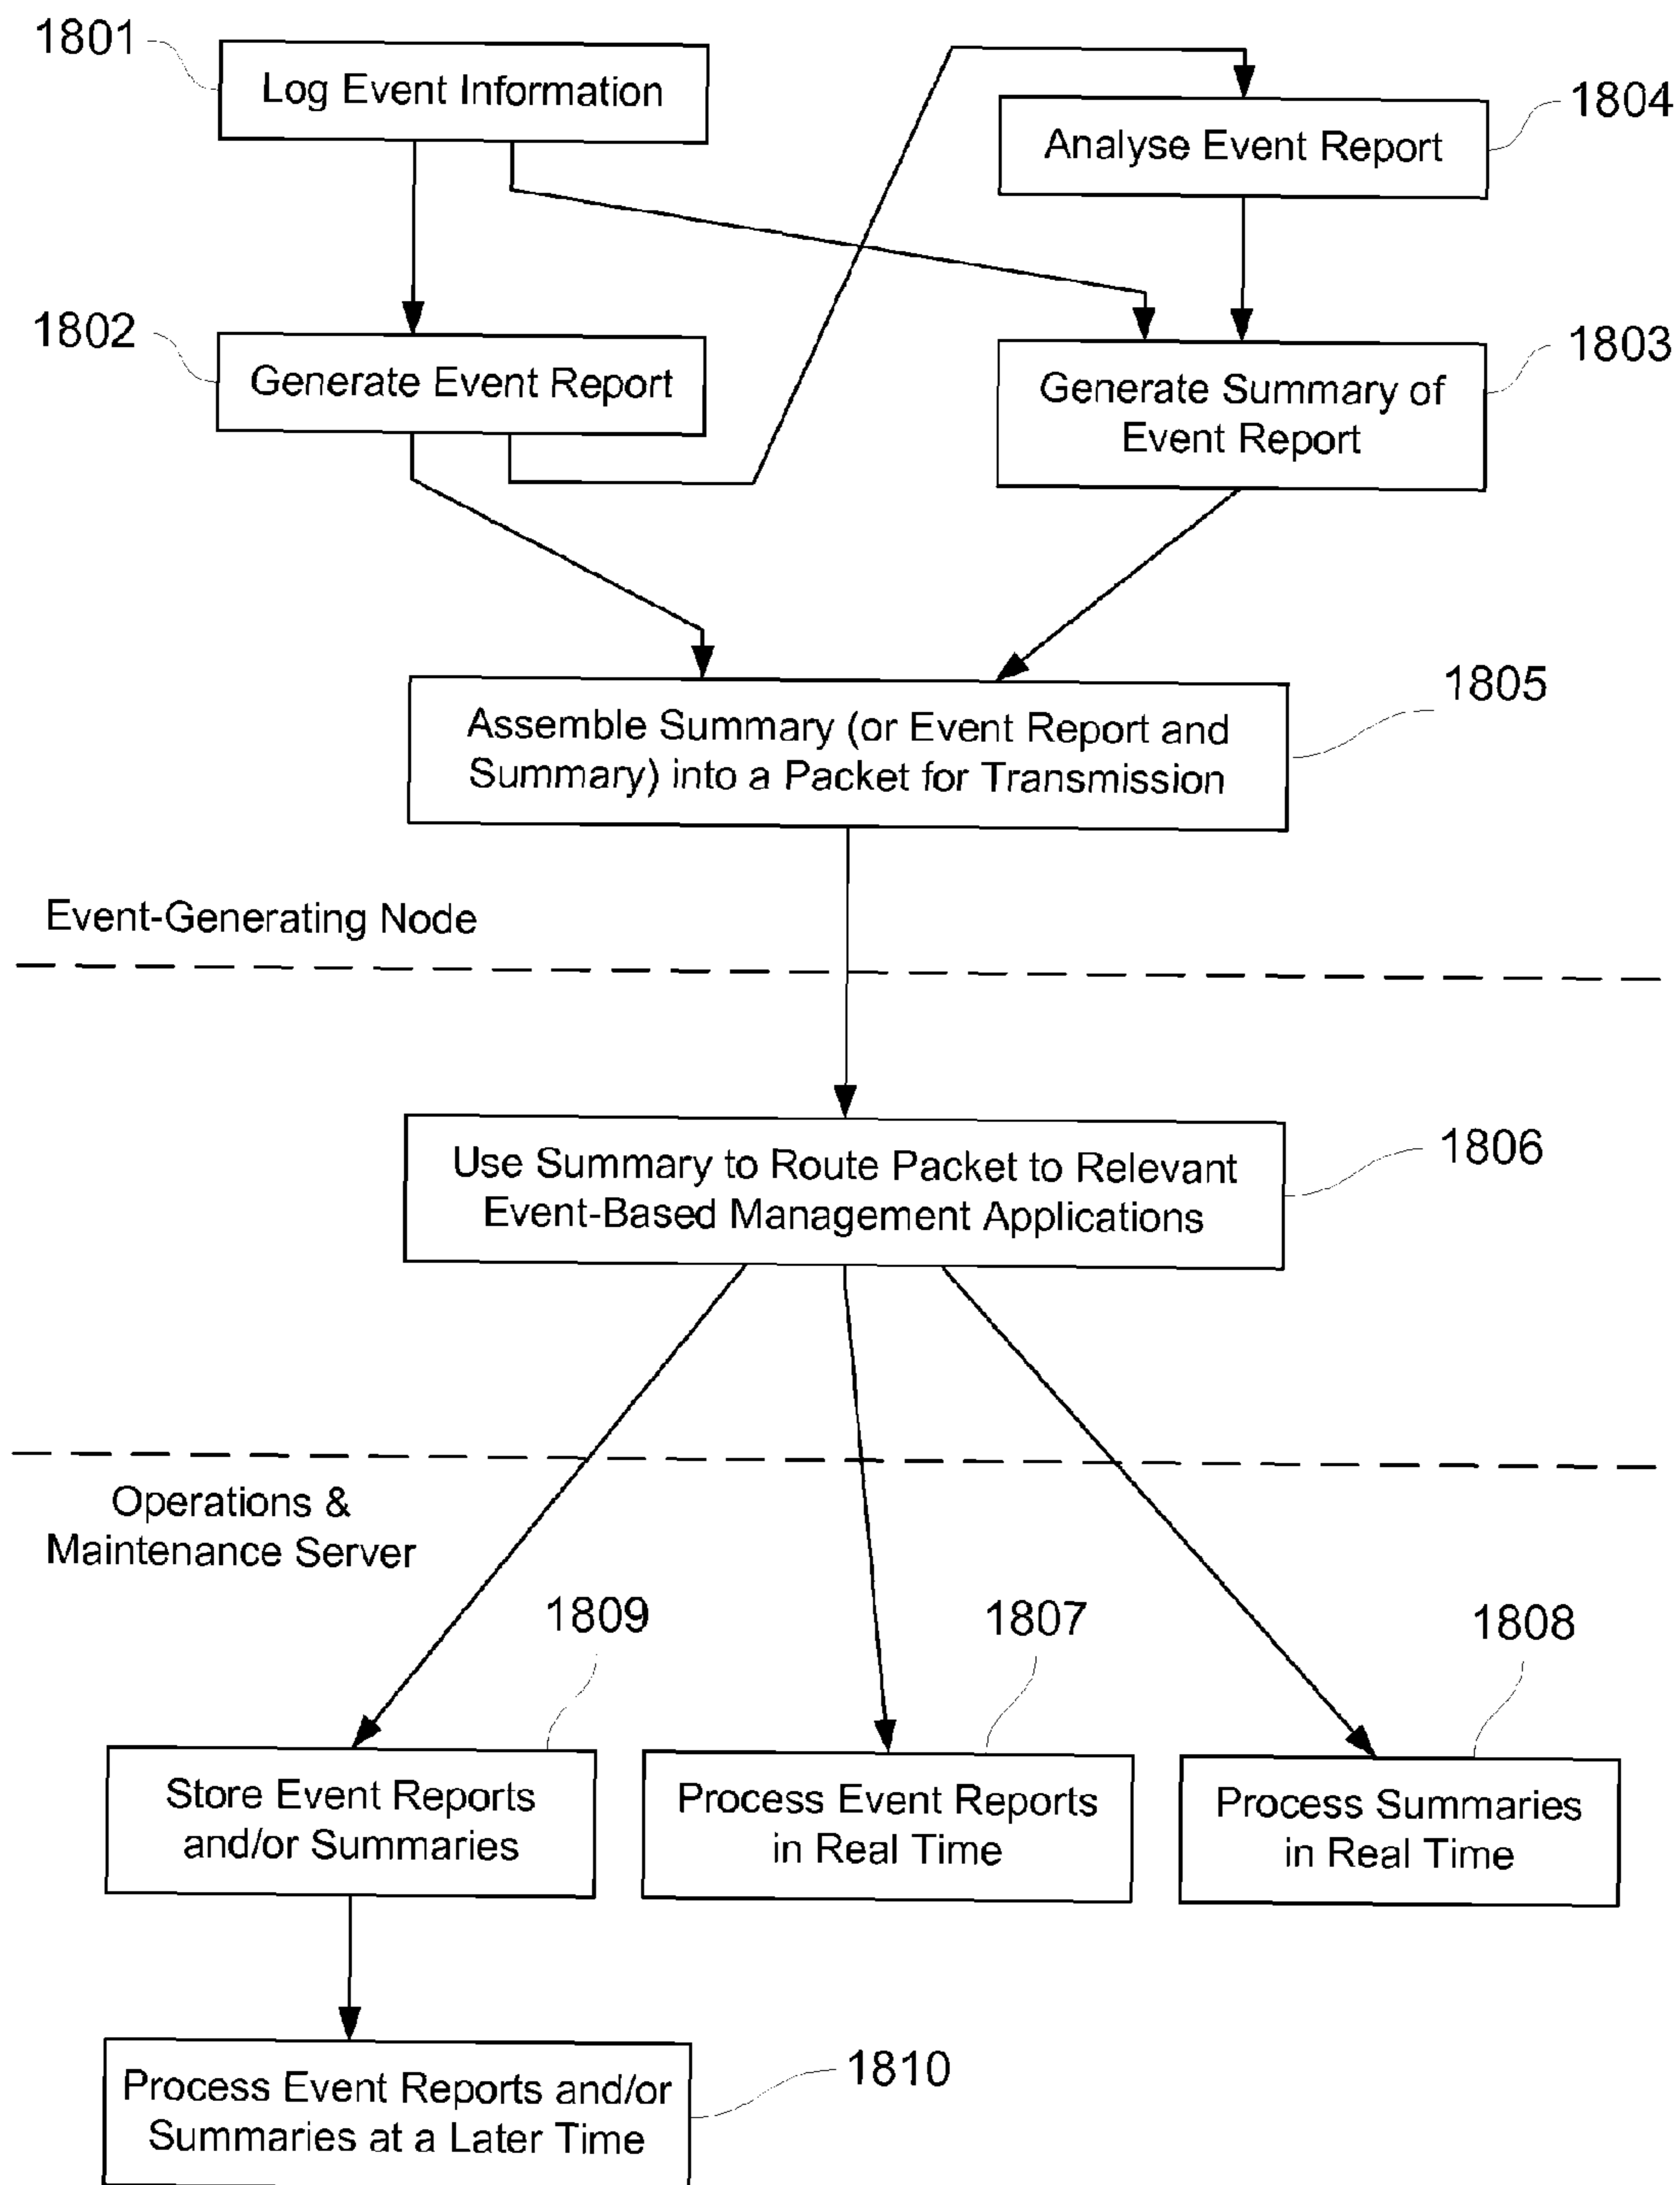 1801
Log Event Information
1804
Analyse Event Report
1802
Generate Event Report
1803
Generate Summary of
Event Report
1805
Assemble Summary (or Event Report and
Summary) into a Packet for Transmission
Event-Generating Node
1806
Use Summary to Route Packet to Relevant
Event-Based Management Applications
Operations &
Maintenance Server
1809
1807
1808
Store Event Reports
and/or Summaries
Process Event Reports
in Real Time
Process Summaries
in Real Time
1810
Process Event Reports and/or
Summaries at a Later Time